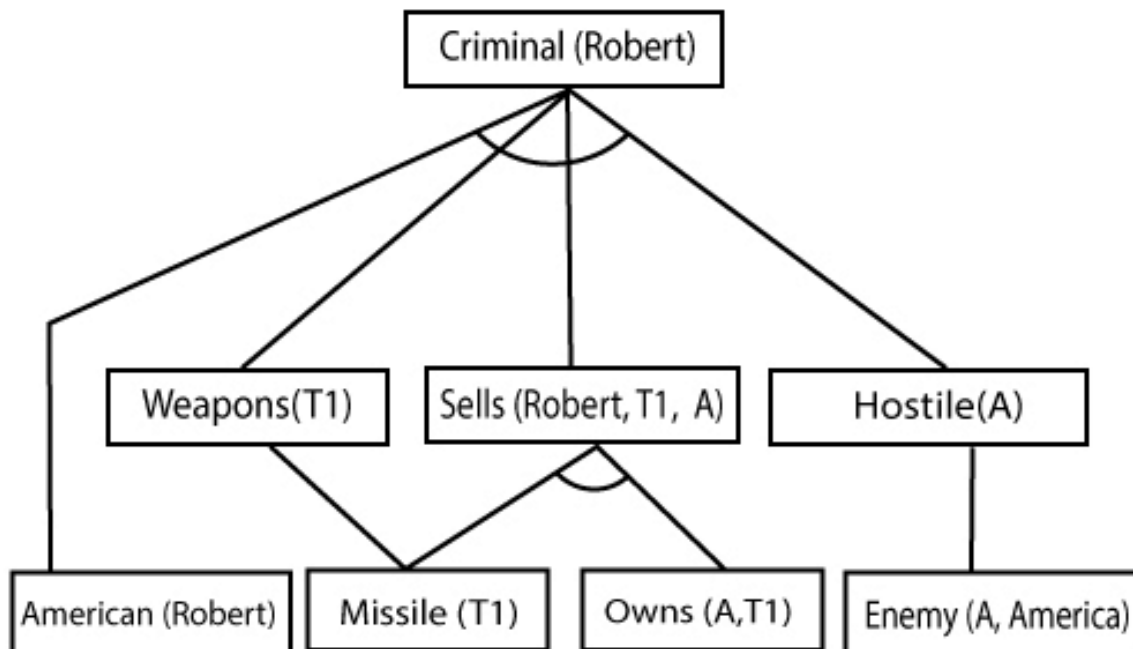 Criminal (Robert)
Weapons(T1)
Sells (Robert, T1, A)
Hostile(A)
American (Robert)
Missile (T1)
Owns (A,T1)
Enemy (A, America)